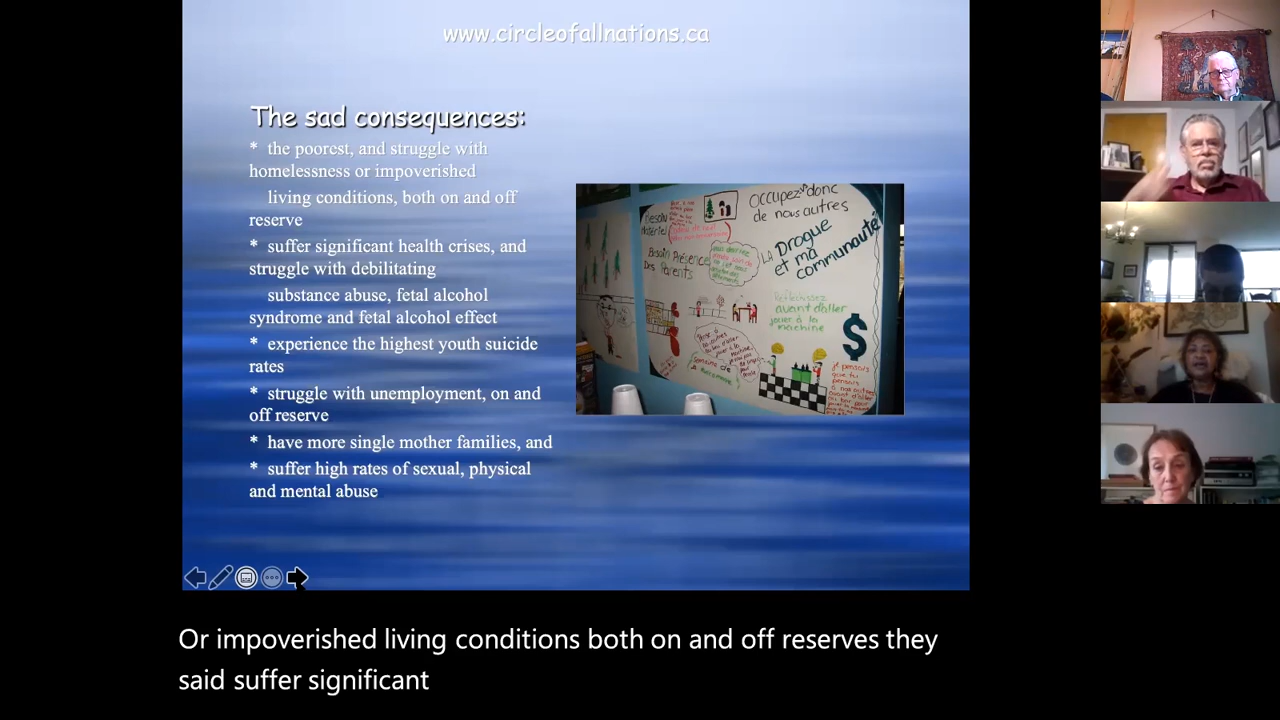 www.circleofallnations.ca
The sad consequences:
* the poorest, and struggle with
homelessness or impoverished
living conditions, both on and off
reserve
* suffer significant health crises, and
struggle with debilitating
substance abuse, fetal alcohol
syndrome and fetal alcohol effect
* experience the highest youth suicide
rates
* struggle with unemployment, on and
off reserve
* have more single mother families, and
* suffer high rates of sexual, physical
and mental abuse
Occupez donc
de nous autres
Besoin
Matériel
Besoin Présence
Des Parents
LA Drogue
et ma
communauté
Réfléchissez
avant d'aller
jouer à la
machine
$
Or impoverished living conditions both on and off reserves they
said suffer significant